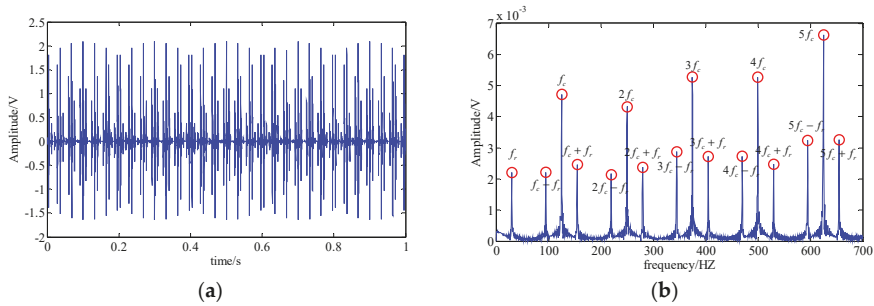 2.5
2
1.5
1
0.5
0
-0.5
-1
-1.5
-2
Amplitude/V
0 0.2 0.4 0.6 0.8 1
time/s
(a)
7 x 10^-3
6
5
4
3
2
1
0
Amplitude/V
f_r
f_c - f_r
f_c
f_c + f_r
2f_c - f_r
2f_c
2f_c + f_r
3f_c - f_r
3f_c
3f_c + f_r
4f_c - f_r
4f_c
4f_c + f_r
5f_c - f_r
5f_c
5f_c + f_r
0 100 200 300 400 500 600 700
frequency/HZ
(b)